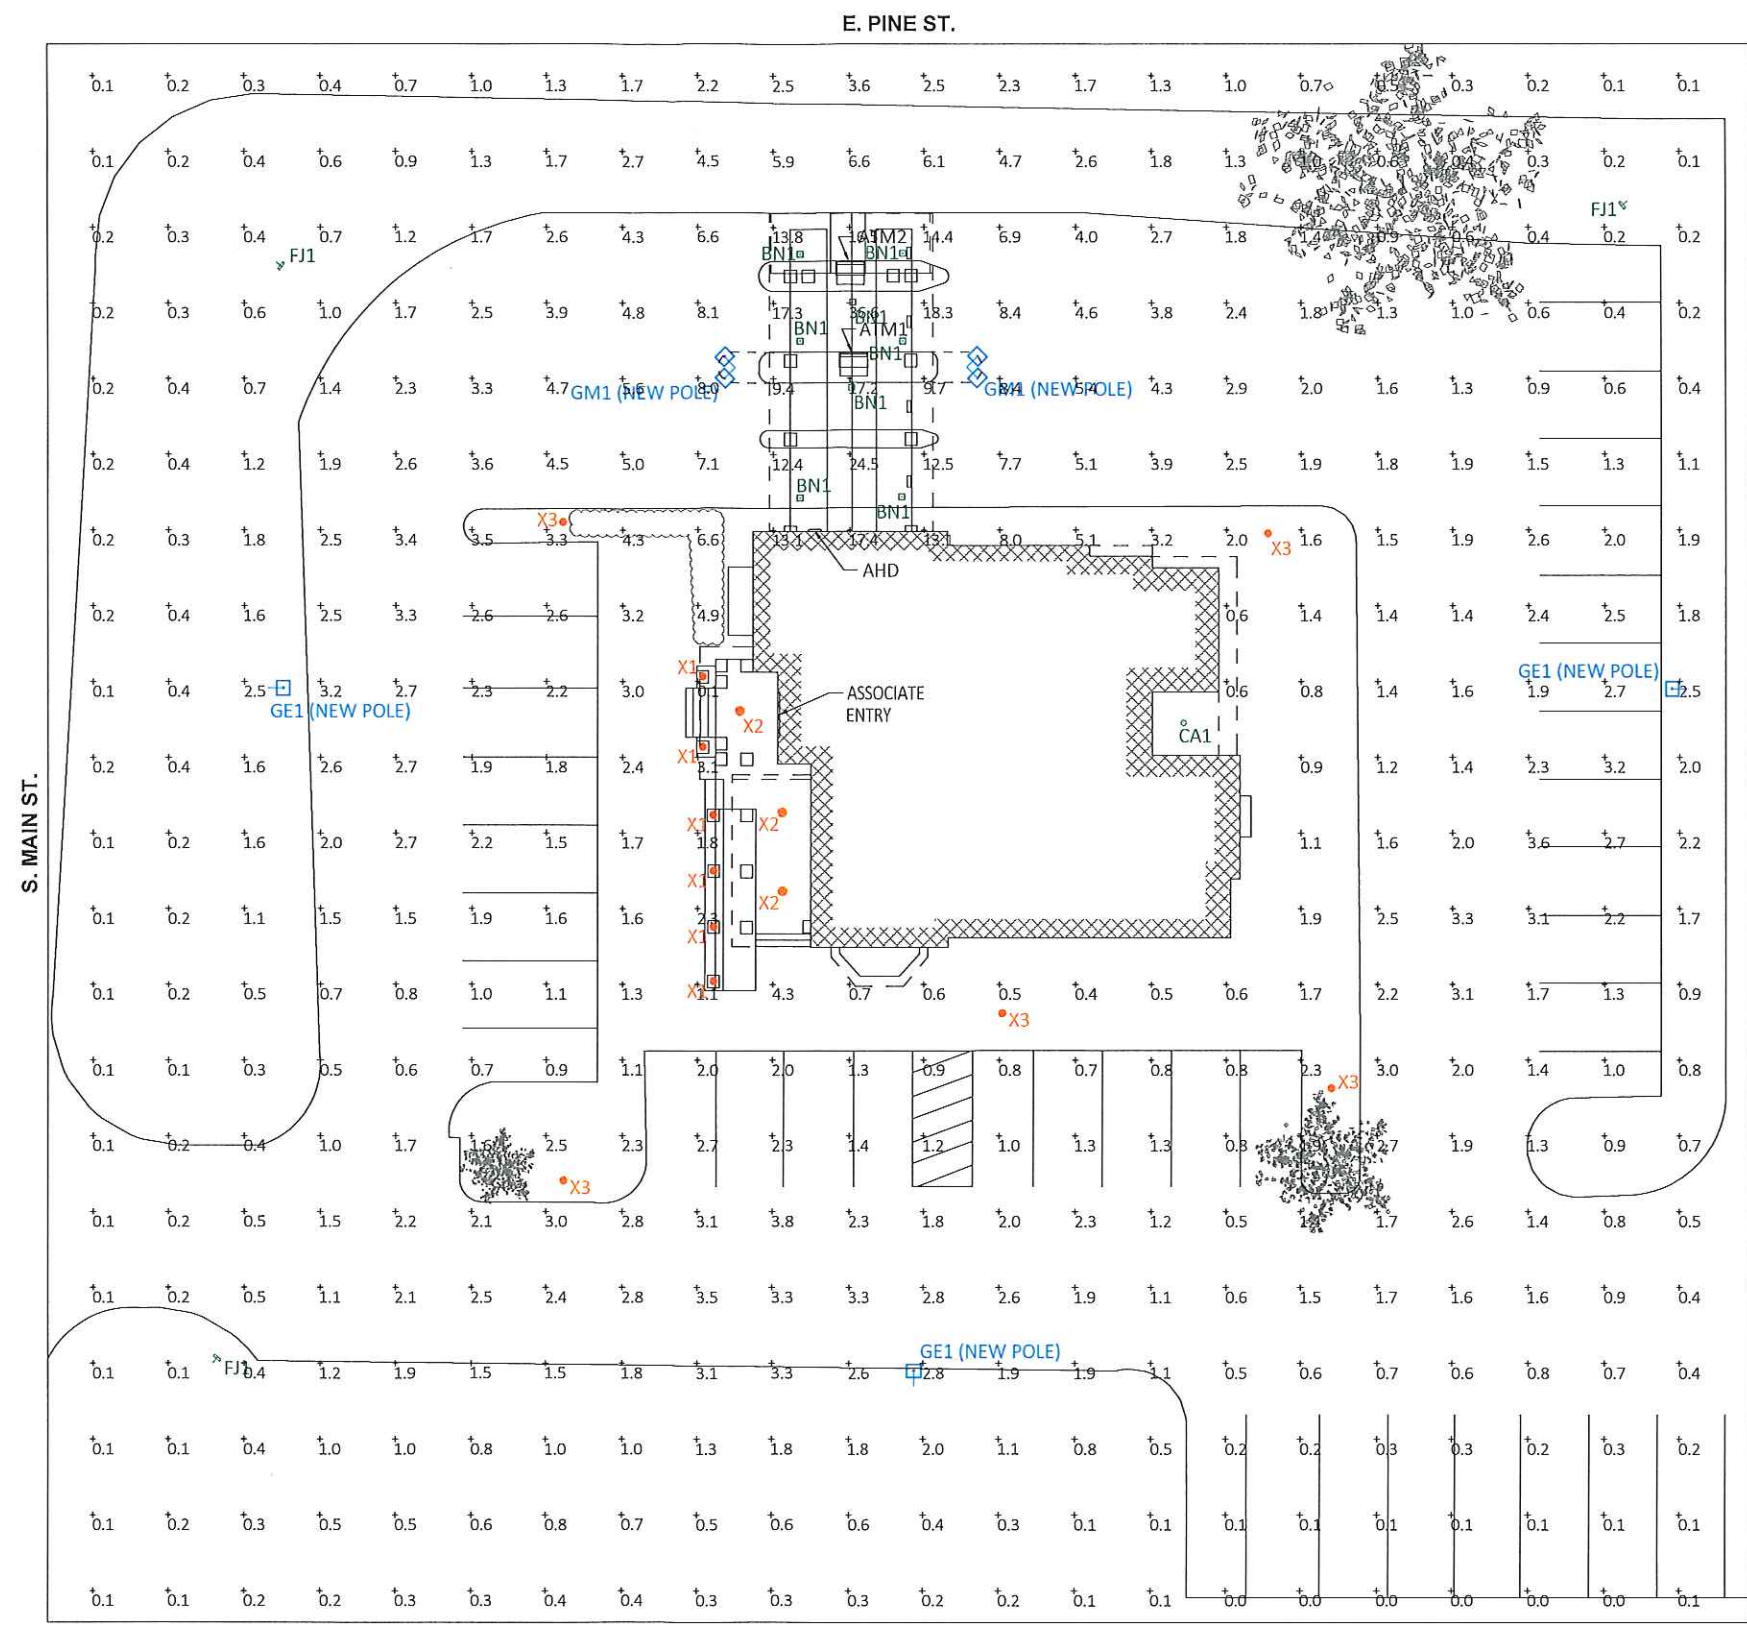 E. PINE ST.
0.1 0.2 0.3 0.4 0.7 1.0 1.3 1.7 2.2 2.5 3.6 2.5 2.3 1.7 1.3 1.0 0.7 0.5 0.3 0.2 0.1 0.1
0.1 0.2 0.4 0.6 0.9 1.3 1.7 2.7 4.5 5.9 6.6 6.1 4.7 2.6 1.8 1.3 1.0 0.3 0.2 0.1
FJ1
0.2 0.3 0.4 0.7 1.2 1.7 2.6 4.3 6.6 13.8 ATM2 14.4 6.9 4.0 2.7 1.8 1.4 0.9 0.6 0.4 0.2 0.2
FJ1 BN1 BN1
0.2 0.3 0.6 1.0 1.7 2.5 3.9 4.8 8.1 17.3 BN1 18.3 8.4 4.6 3.8 2.4 1.8 1.3 1.0 0.6 0.4 0.2
BN1 ATM1
BN1
0.2 0.4 0.7 1.4 2.3 3.3 4.7 5.6 8.0 9.4 17.2 9.7 8.4 5.4 4.3 2.9 2.0 1.6 1.3 0.9 0.6 0.4
GM1 (NEW POLE) BN1 GM1 (NEW POLE)
0.2 0.4 1.2 1.9 2.6 3.6 4.5 5.0 7.1 12.4 24.5 12.5 7.7 5.1 3.9 2.5 1.9 1.8 1.9 1.5 1.3 1.1
BN1
BN1
X3
0.2 0.3 1.8 2.5 3.4 3.5 3.3 4.3 6.6 13.1 17.4 13.1 8.0 5.1 3.2 2.0 1.6 1.5 1.9 2.6 2.0 1.9
X3
AHD
0.2 0.4 1.6 2.5 3.3 2.6 2.6 3.2 4.9 0.6 1.4 1.4 1.4 2.4 2.5 1.8
X1 GE1 (NEW POLE)
0.1 0.4 2.5 3.2 2.7 2.3 2.2 3.0 0.1 0.6 0.8 1.4 1.6 1.9 2.7 2.5
ASSOCIATE
ENTRY
GE1 (NEW POLE) X2 CA1
X1
0.2 0.4 1.6 2.6 2.7 1.9 1.8 2.4 3.1 0.9 1.2 1.4 2.3 3.2 2.0
X1 X2
0.1 0.2 1.6 2.0 2.7 2.2 1.5 1.7 1.8 1.1 1.6 2.0 3.6 2.7 2.2
S. MAIN ST.
X1
X2
0.1 0.2 1.1 1.5 1.5 1.9 1.6 1.6 2.3 1.9 2.5 3.3 3.1 2.2 1.7
X1
0.1 0.2 0.5 0.7 0.8 1.0 1.1 1.3 X1 1.1 4.3 0.7 0.6 0.5 0.4 0.5 0.6 1.7 2.2 3.1 1.7 1.3 0.9
X3
0.1 0.1 0.3 0.5 0.6 0.7 0.9 1.1 2.0 2.0 1.3 0.9 0.8 0.7 0.8 0.8 2.3 3.0 2.0 1.4 1.0 0.8
X3
0.1 0.2 0.4 1.0 1.7 1.6 2.5 2.3 2.7 2.3 1.4 1.2 1.0 1.3 1.3 0.8 2.7 1.9 1.3 0.9 0.7
X3
0.1 0.2 0.5 1.5 2.2 2.1 3.0 2.8 3.1 3.8 2.3 1.8 2.0 2.3 1.2 0.5 1.7 2.6 1.4 0.8 0.5
0.1 0.2 0.5 1.1 2.1 2.5 2.4 2.8 3.5 3.3 3.3 2.8 2.6 1.9 1.1 0.6 1.5 1.7 1.6 1.6 0.9 0.4
GE1 (NEW POLE)
0.1 0.1 FJ1 0.4 1.2 1.9 1.5 1.5 1.8 3.1 3.3 2.6 2.8 1.9 1.9 1.1 0.5 0.6 0.7 0.6 0.8 0.7 0.4
0.1 0.1 0.4 1.0 1.0 0.8 1.0 1.0 1.3 1.8 1.8 2.0 1.1 0.8 0.5 0.2 0.2 0.3 0.3 0.2 0.3 0.2
0.1 0.2 0.3 0.5 0.5 0.6 0.8 0.7 0.5 0.6 0.6 0.4 0.3 0.1 0.1 0.1 0.1 0.1 0.1 0.1 0.1 0.1
0.1 0.1 0.2 0.2 0.3 0.3 0.4 0.4 0.3 0.3 0.3 0.2 0.2 0.1 0.1 0.0 0.0 0.0 0.0 0.0 0.0 0.1